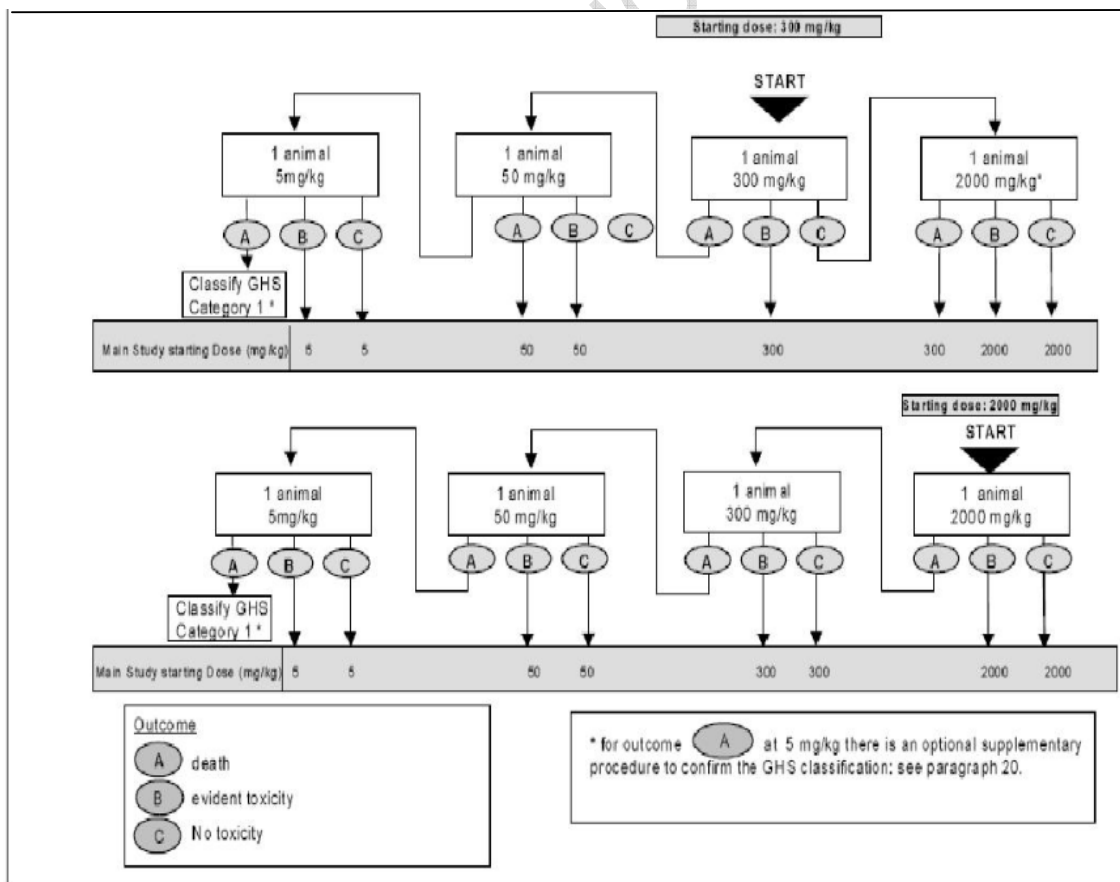 Starting dose: 300 mg/kg
START
1 animal
5mg/kg
1 animal
50 mg/kg
1 animal
300 mg/kg
1 animal
2000 mg/kg*
A B C A B C A B C A B C
Classify GHS
Category 1 *
Main Study starting Dose (mg/kg) 5 5 50 50 300 300 2000 2000
Starting dose: 2000 mg/kg
START
1 animal
5mg/kg
1 animal
50 mg/kg
1 animal
300 mg/kg
1 animal
2000 mg/kg
A B C A B C A B C A B C
Classify GHS
Category 1 *
Main Study starting Dose (mg/kg) 5 5 50 50 300 300 2000 2000
Outcome
A death
B evident toxicity
C No toxicity
* for outcome A at 5 mg/kg there is an optional supplementary
procedure to confirm the GHS classification: see paragraph 20.